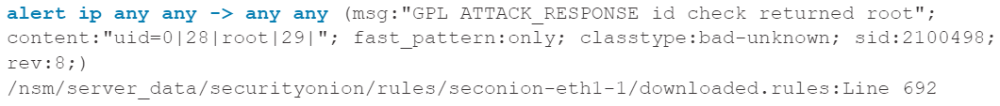 alert ip any any -> any any (msg:"GPL ATTACK_RESPONSE id check returned root";
content:"uid=0|28|root|29|"; fast_pattern:only; classtype:bad-unknown; sid:2100498;
rev:8;)
/nsm/server_data/securityonion/rules/seconion-eth1-1/downloaded.rules:Line 692